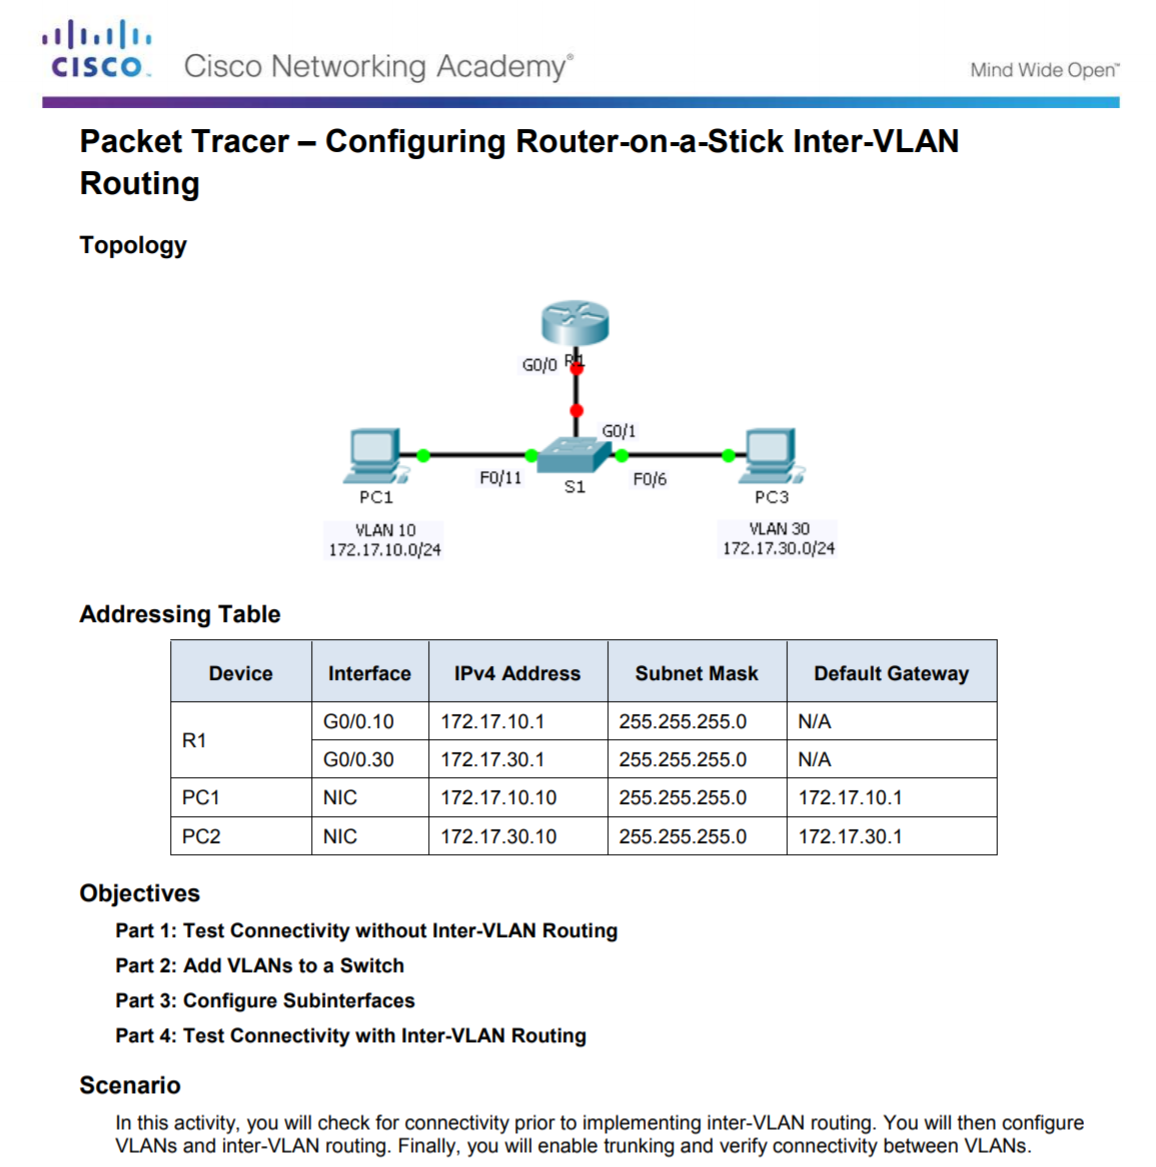 CISCO
Cisco Networking Academy®
Mind Wide Open™
Packet Tracer – Configuring Router-on-a-Stick Inter-VLAN
Routing
Topology
G0/0 R1
G0/1
F0/11
S1
F0/6
PC1
PC3
VLAN 10
172.17.10.0/24
VLAN 30
172.17.30.0/24
Addressing Table
Device Interface IPv4 Address Subnet Mask Default Gateway
R1 G0/0.10 172.17.10.1 255.255.255.0 N/A
G0/0.30 172.17.30.1 255.255.255.0 N/A
PC1 NIC 172.17.10.10 255.255.255.0 172.17.10.1
PC2 NIC 172.17.30.10 255.255.255.0 172.17.30.1
Objectives
Part 1: Test Connectivity without Inter-VLAN Routing
Part 2: Add VLANs to a Switch
Part 3: Configure Subinterfaces
Part 4: Test Connectivity with Inter-VLAN Routing
Scenario
In this activity, you will check for connectivity prior to implementing inter-VLAN routing. You will then configure
VLANs and inter-VLAN routing. Finally, you will enable trunking and verify connectivity between VLANs.